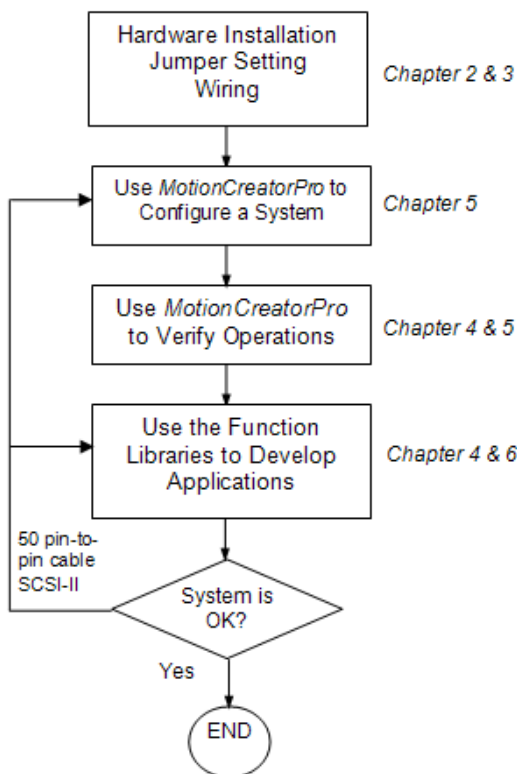 Hardware Installation
Jumper Setting
Wiring
Chapter 2 & 3
Use MotionCreatorPro to
Configure a System
Chapter 5
Use MotionCreatorPro
to Verify Operations
Chapter 4 & 5
Use the Function
Libraries to Develop
Applications
Chapter 4 & 6
50 pin-to-
pin cable
SCSI-II
System is
OK?
Yes
END